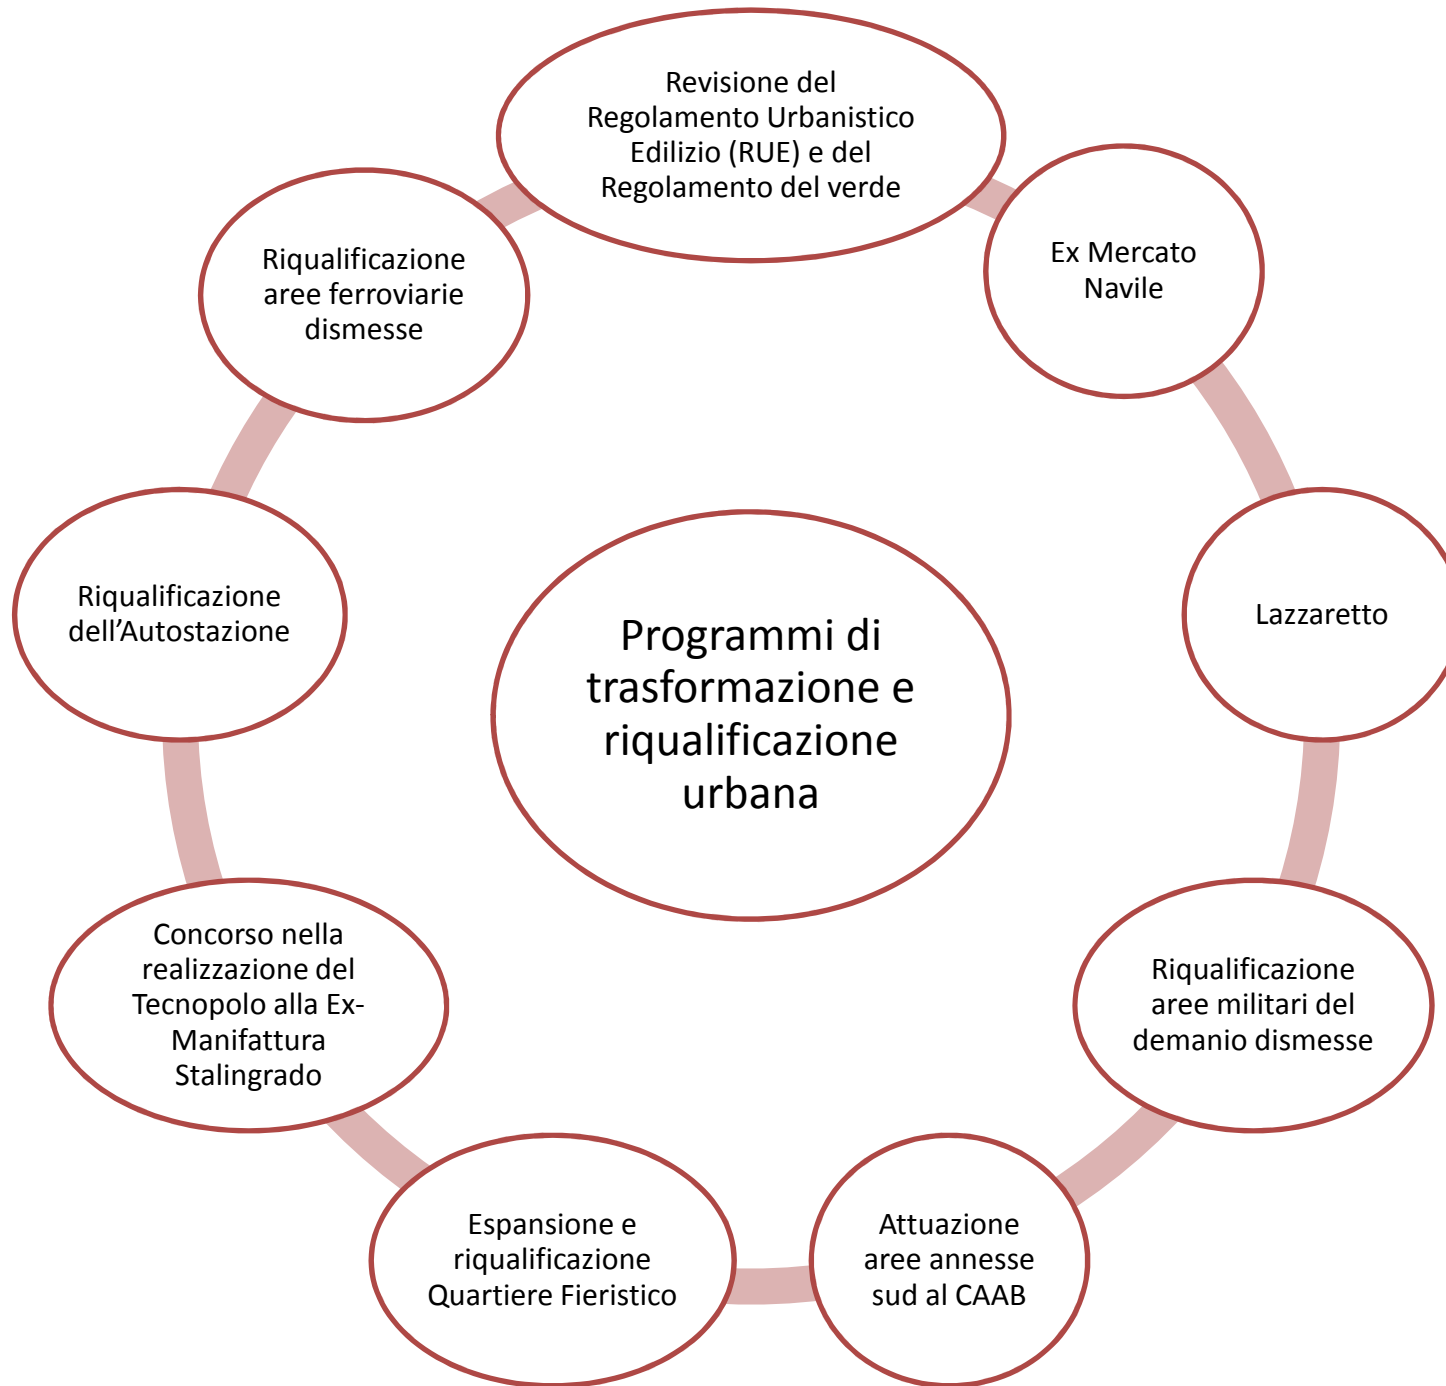 Revisione del
Regolamento Urbanistico
Edilizio (RUE) e del
Regolamento del verde
Ex Mercato
Navile
Lazzaretto
Riqualificazione
aree militari del
demanio dismesse
Attuazione
aree annesse
sud al CAAB
Espansione e
riqualificazione
Quartiere Fieristico
Concorso nella
realizzazione del
Tecnopolo alla Ex-
Manifattura
Stalingrado
Riqualificazione
dell’Autostazione
Riqualificazione
aree ferroviarie
dismesse
Programmi di
trasformazione e
riqualificazione
urbana